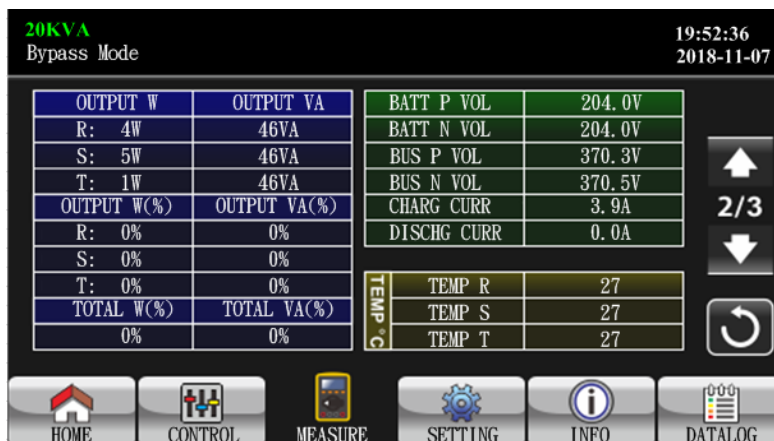 20KVA
Bypass Mode
19:52:36
2018-11-07
OUTPUT W OUTPUT VA
R: 4W 46VA
S: 5W 46VA
T: 1W 46VA
OUTPUT W(%) OUTPUT VA(%)
R: 0% 0%
S: 0% 0%
T: 0% 0%
TOTAL W(%) TOTAL VA(%)
0% 0%
BATT P VOL 204.0V
BATT N VOL 204.0V
BUS P VOL 370.3V
BUS N VOL 370.5V
CHARG CURR 3.9A
DISCHG CURR 0.0A
TEMP °C
TEMP R 27
TEMP S 27
TEMP T 27
2/3
HOME CONTROL MEASURE SETTING INFO DATALOG